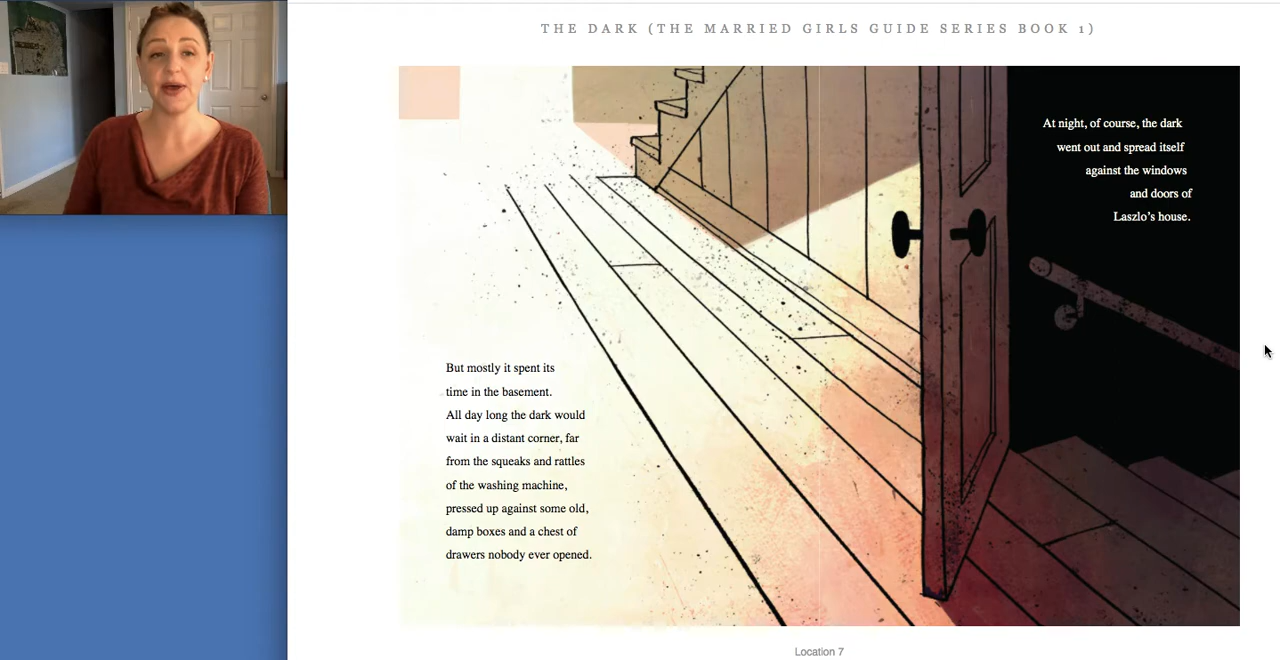 THE DARK (THE MARRIED GIRLS GUIDE SERIES BOOK 1)
But mostly it spent its
time in the basement.
All day long the dark would
wait in a distant corner, far
from the squeaks and rattles
of the washing machine,
pressed up against some old,
damp boxes and a chest of
drawers nobody ever opened.
At night, of course, the dark
went out and spread itself
against the windows
and doors of
Laszlo’s house.
Location 7